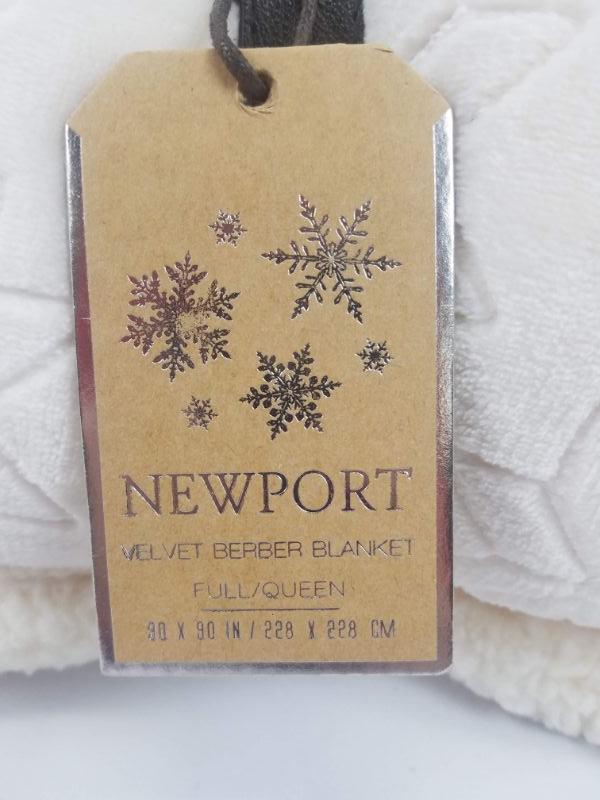 NEWPORT
VELVET BERBER BLANKET
FULL/QUEEN
90 X 90 IN / 228 X 228 CM